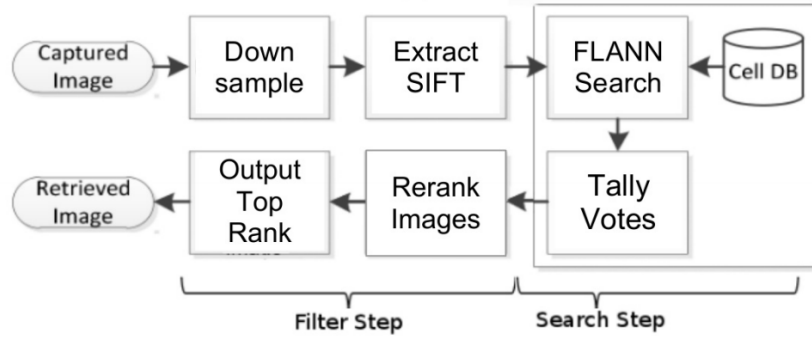 Captured
Image
Down
sample
Extract
SIFT
FLANN
Search
Cell DB
Retrieved
Image
Output
Top
Rank
Rerank
Images
Tally
Votes
Filter Step
Search Step